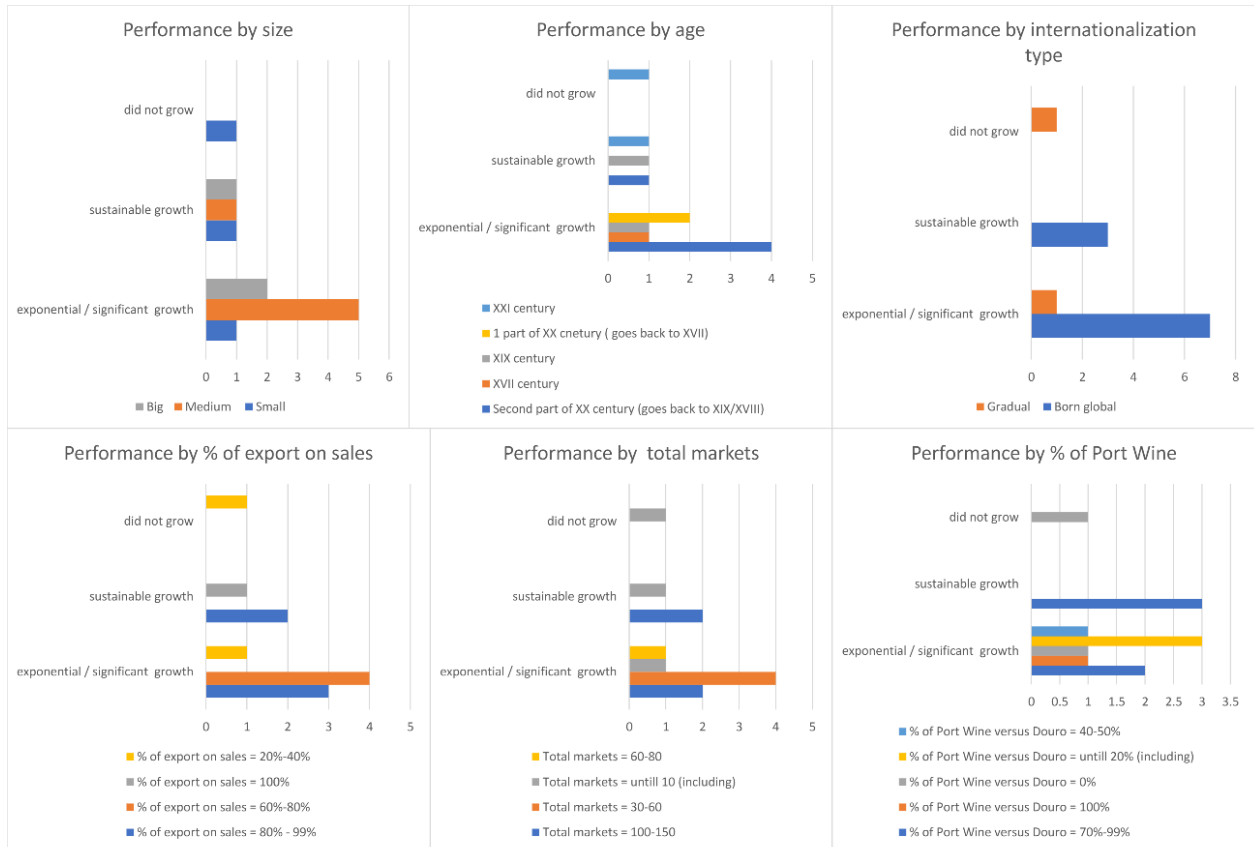 Performance by size
did not grow
sustainable growth
exponential / significant growth
0 1 2 3 4 5 6
Big Medium Small
Performance by age
did not grow
sustainable growth
exponential / significant growth
0 1 2 3 4 5
XXI century
1 part of XX cnetury ( goes back to XVII)
XIX century
XVII century
Second part of XX century (goes back to XIX/XVIII)
Performance by internationalization
type
did not grow
sustainable growth
exponential / significant growth
0 2 4 6 8
Gradual Born global
Performance by % of export on sales
did not grow
sustainable growth
exponential / significant growth
0 1 2 3 4 5
% of export on sales = 20%-40%
% of export on sales = 100%
% of export on sales = 60%-80%
% of export on sales = 80% - 99%
Performance by total markets
did not grow
sustainable growth
exponential / significant growth
0 1 2 3 4 5
Total markets = 60-80
Total markets = untill 10 (including)
Total markets = 30-60
Total markets = 100-150
Performance by % of Port Wine
did not grow
sustainable growth
exponential / significant growth
0 0.5 1 1.5 2 2.5 3 3.5
% of Port Wine versus Douro = 40-50%
% of Port Wine versus Douro = untill 20% (including)
% of Port Wine versus Douro = 0%
% of Port Wine versus Douro = 100%
% of Port Wine versus Douro = 70%-99%